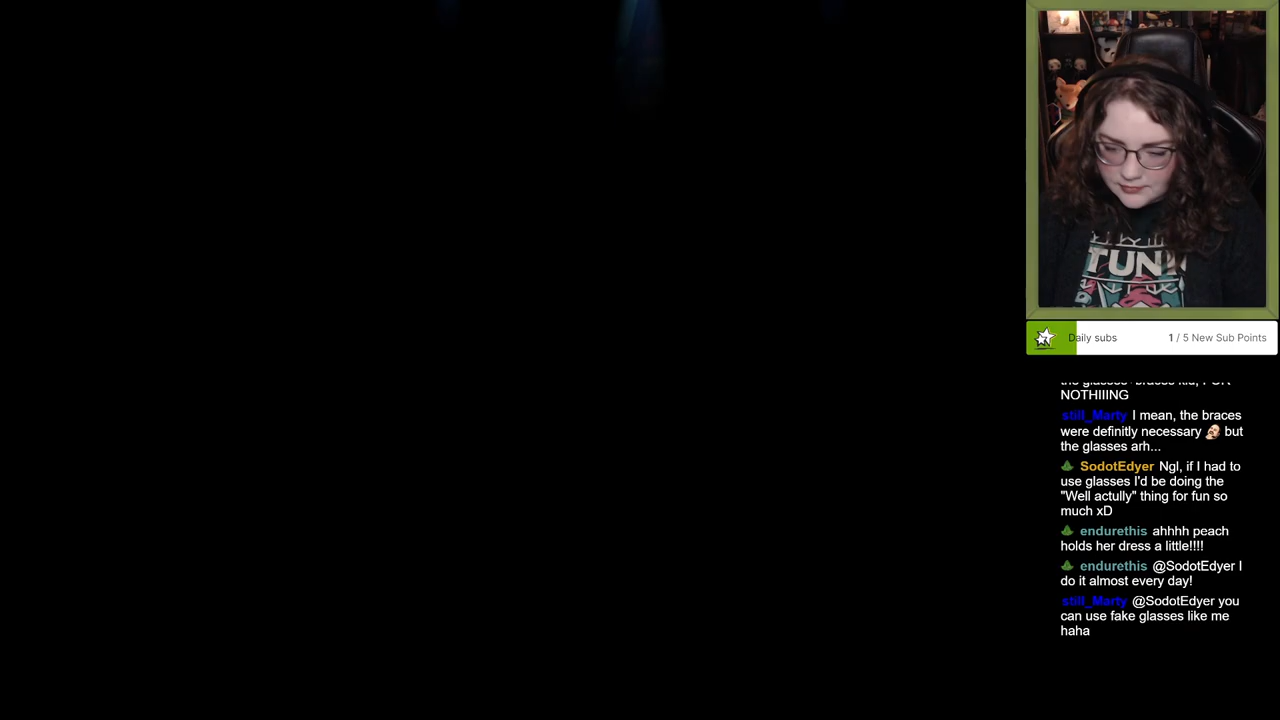 TUN
Daily subs 1 / 5 New Sub Points
NOTHIIING
still_Marty I mean, the braces
were definitly necessary but
the glasses arh...
SodotEdyer Ngl, if I had to
use glasses I'd be doing the
"Well actully" thing for fun so
much xD
endurethis ahhhh peach
holds her dress a little!!!!
endurethis @SodotEdyer I
do it almost every day!
still_Marty @SodotEdyer you
can use fake glasses like me
haha